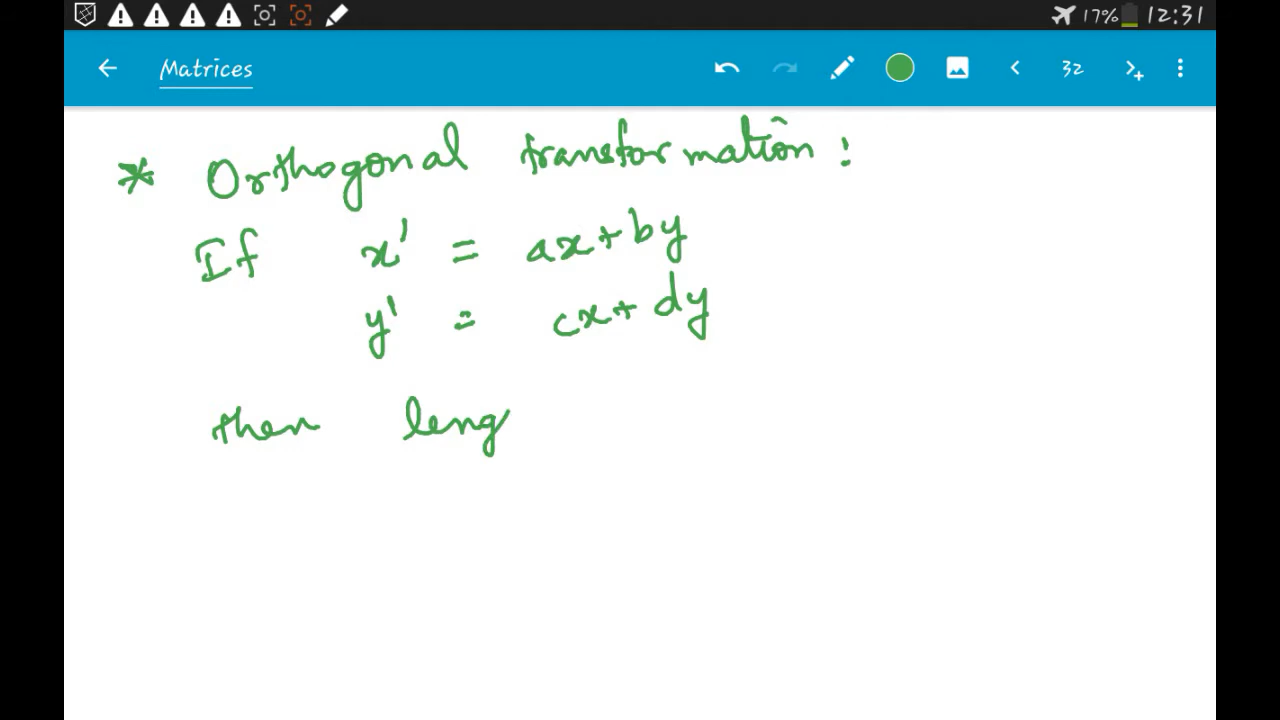 17% 12:31
Matrices 32
* Orthogonal transformation :
If x' = ax+by
y' = cx+dy
then leng